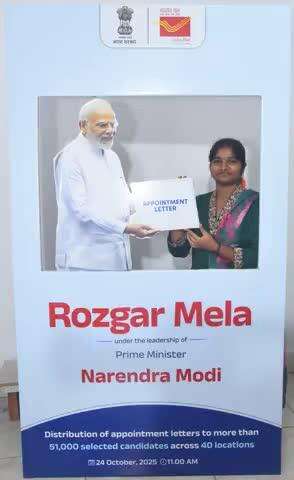 APPOINTMENT
LETTER
Rozgar Mela
under the leadership of
Prime Minister
Narendra Modi
Distribution of appointment letters to more than
51,000 selected candidates across 40 locations
24 October, 2025 11.00 AM